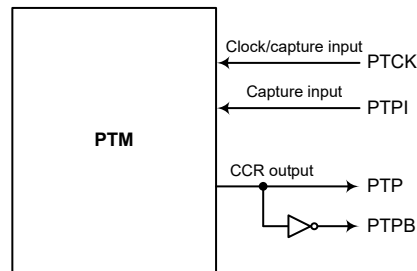 Clock/capture input
PTCK
Capture input
PTPI
PTM
CCR output
PTP
PTPB